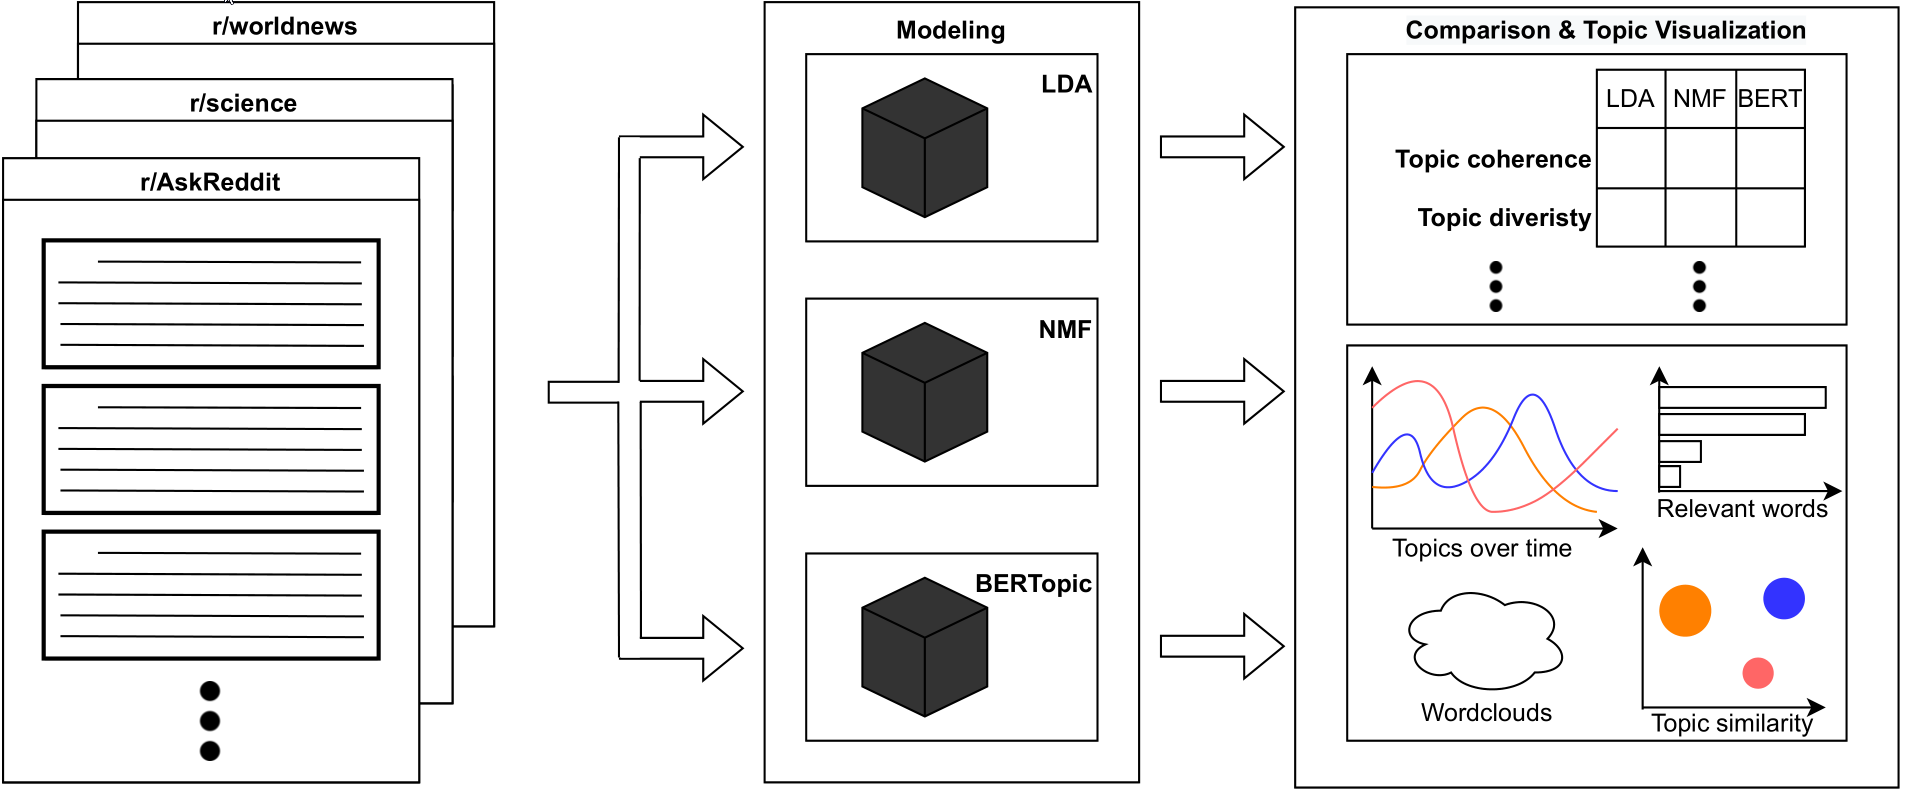 r/worldnews
r/science
r/AskReddit
Modeling
LDA
NMF
BERTopic
Comparison & Topic Visualization
LDA NMF BERT
Topic coherence
Topic diveristy
Topics over time
Relevant words
Wordclouds
Topic similarity